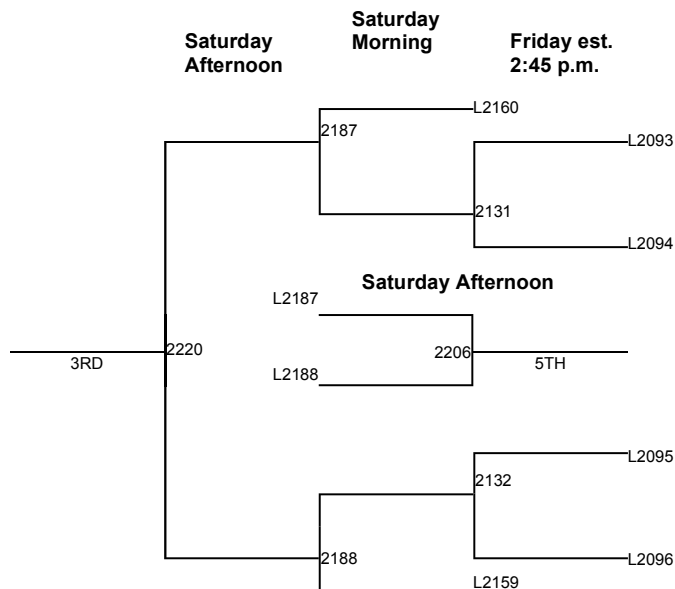 Saturday
Afternoon
Saturday
Morning
Friday est.
2:45 p.m.
L2160
2187
L2093
2131
L2094
Saturday Afternoon
L2187
2220
3RD
2206
5TH
L2188
L2095
2132
2188
L2096
L2159